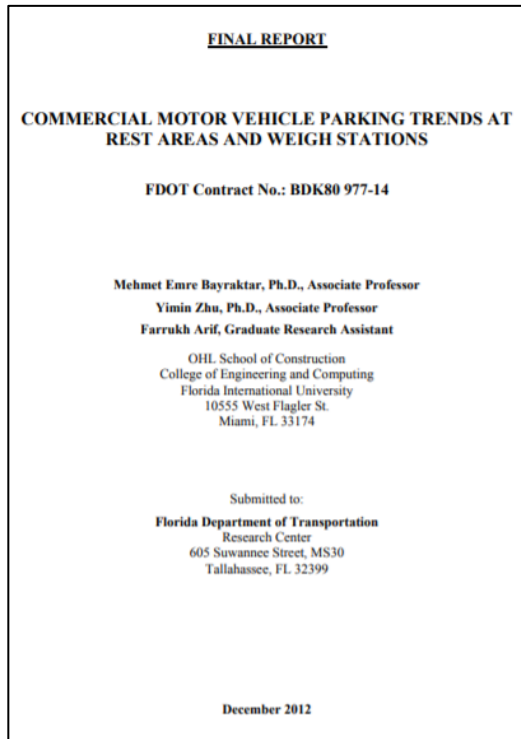 FINAL REPORT
COMMERCIAL MOTOR VEHICLE PARKING TRENDS AT
REST AREAS AND WEIGH STATIONS
FDOT Contract No.: BDK80 977-14
Mehmet Emre Bayraktar, Ph.D., Associate Professor
Yimin Zhu, Ph.D., Associate Professor
Farrukh Arif, Graduate Research Assistant
OHL School of Construction
College of Engineering and Computing
Florida International University
10555 West Flagler St.
Miami, FL 33174
Submitted to:
Florida Department of Transportation
Research Center
605 Suwannee Street, MS30
Tallahassee, FL 32399
December 2012